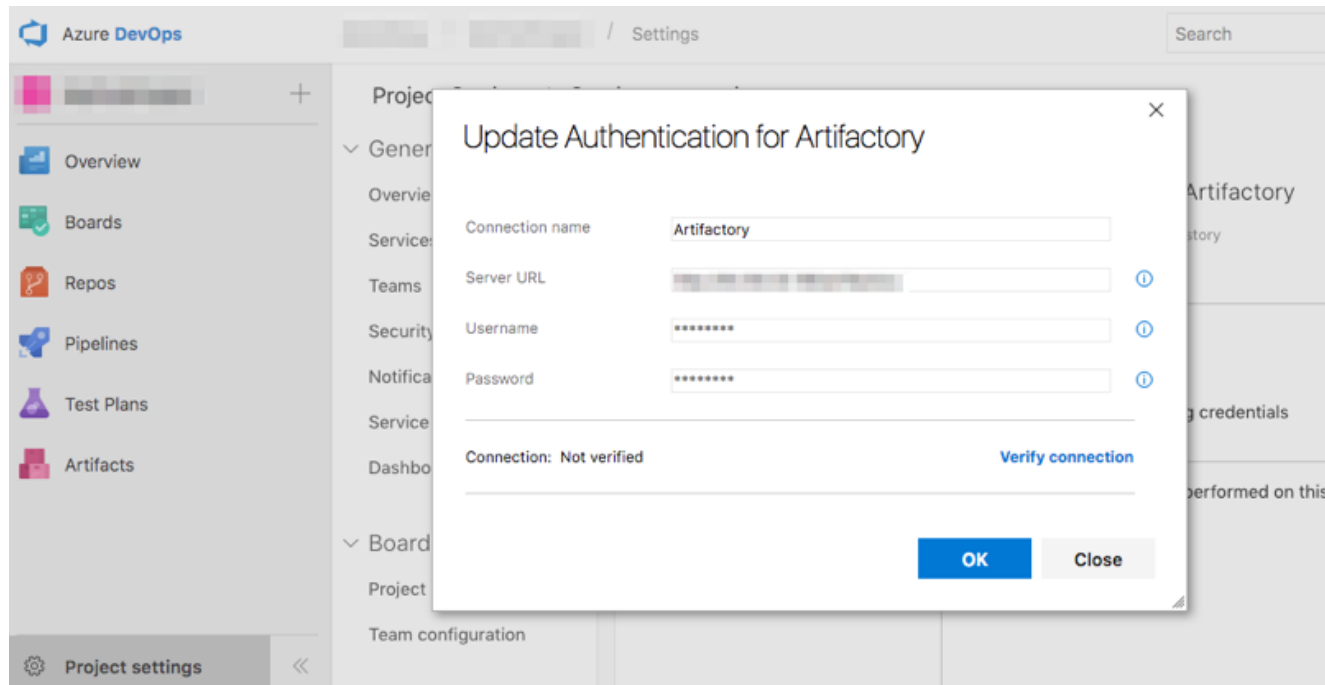 Azure DevOps
/ Settings
Search
Overview
Boards
Repos
Pipelines
Test Plans
Artifacts
Project settings
Projec
Gener
Overvie
Services
Teams
Security
Notifica
Service
Dashbo
Board
Project
Team configuration
Update Authentication for Artifactory
Connection name
Artifactory
Server URL
Username
********
Password
********
Connection: Not verified
Verify connection
OK
Close
Artifactory
story
g credentials
performed on this